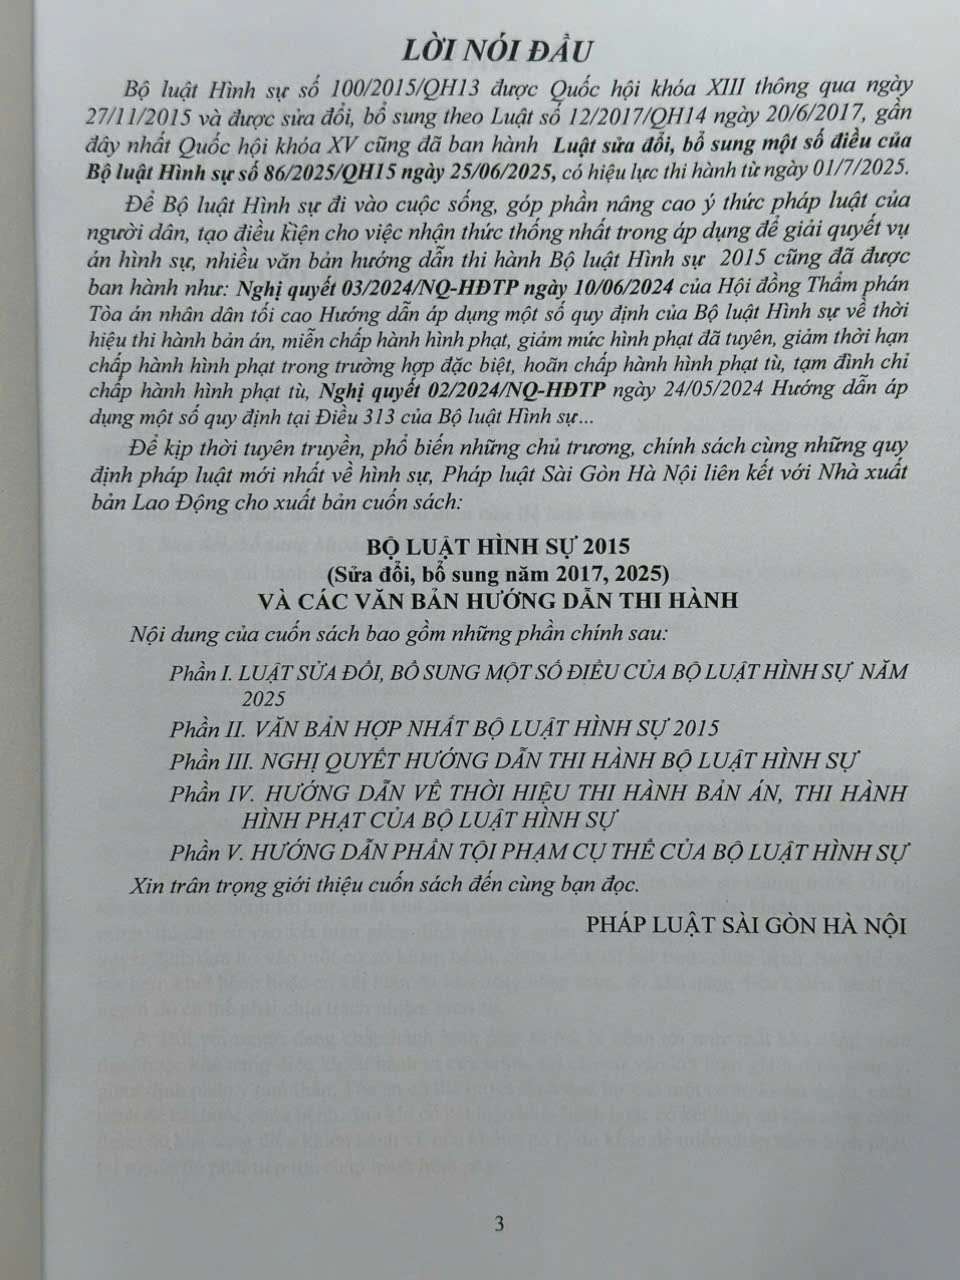 LỜI NÓI ĐẦU
Bộ luật Hình sự số 100/2015/QH13 được Quốc hội khóa XIII thông qua ngày
27/11/2015 và được sửa đổi, bổ sung theo Luật số 12/2017/QH14 ngày 20/6/2017, gần
đây nhất Quốc hội khóa XV cũng đã ban hành Luật sửa đổi, bổ sung một số điều của
Bộ luật Hình sự số 86/2025/QH15 ngày 25/06/2025, có hiệu lực thi hành từ ngày 01/7/2025.
Để Bộ luật Hình sự đi vào cuộc sống, góp phần nâng cao ý thức pháp luật của
người dân, tạo điều kiện cho việc nhận thức thống nhất trong áp dụng để giải quyết vụ
án hình sự, nhiều văn bản hướng dẫn thi hành Bộ luật Hình sự 2015 cũng đã được
ban hành như: Nghị quyết 03/2024/NQ-HĐTP ngày 10/06/2024 của Hội đồng Thẩm phán
Tòa án nhân dân tối cao Hướng dẫn áp dụng một số quy định của Bộ luật Hình sự về thời
hiệu thi hành bản án, miễn chấp hành hình phạt, giảm mức hình phạt đã tuyên, giảm thời hạn
chấp hành hình phạt trong trường hợp đặc biệt, hoãn chấp hành hình phạt tù, tạm đình chỉ
chấp hành hình phạt tù, Nghị quyết 02/2024/NQ-HĐTP ngày 24/05/2024 Hướng dẫn áp
dụng một số quy định tại Điều 313 của Bộ luật Hình sự...
Để kịp thời tuyên truyền, phổ biến những chủ trương, chính sách cùng những quy
định pháp luật mới nhất về hình sự, Pháp luật Sài Gòn Hà Nội liên kết với Nhà xuất
bản Lao Động cho xuất bản cuốn sách:
BỘ LUẬT HÌNH SỰ 2015
(Sửa đổi, bổ sung năm 2017, 2025)
VÀ CÁC VĂN BẢN HƯỚNG DẪN THI HÀNH
Nội dung của cuốn sách bao gồm những phần chính sau:
Phần I. LUẬT SỬA ĐỔI, BỔ SUNG MỘT SỐ ĐIỀU CỦA BỘ LUẬT HÌNH SỰ NĂM
2025
Phần II. VĂN BẢN HỢP NHẤT BỘ LUẬT HÌNH SỰ 2015
Phần III. NGHỊ QUYẾT HƯỚNG DẪN THI HÀNH BỘ LUẬT HÌNH SỰ
Phần IV. HƯỚNG DẪN VỀ THỜI HIỆU THI HÀNH BẢN ÁN, THI HÀNH
HÌNH PHẠT CỦA BỘ LUẬT HÌNH SỰ
Phần V. HƯỚNG DẪN PHẦN TỘI PHẠM CỤ THỂ CỦA BỘ LUẬT HÌNH SỰ
Xin trân trọng giới thiệu cuốn sách đến cùng bạn đọc.
PHÁP LUẬT SÀI GÒN HÀ NỘI
3